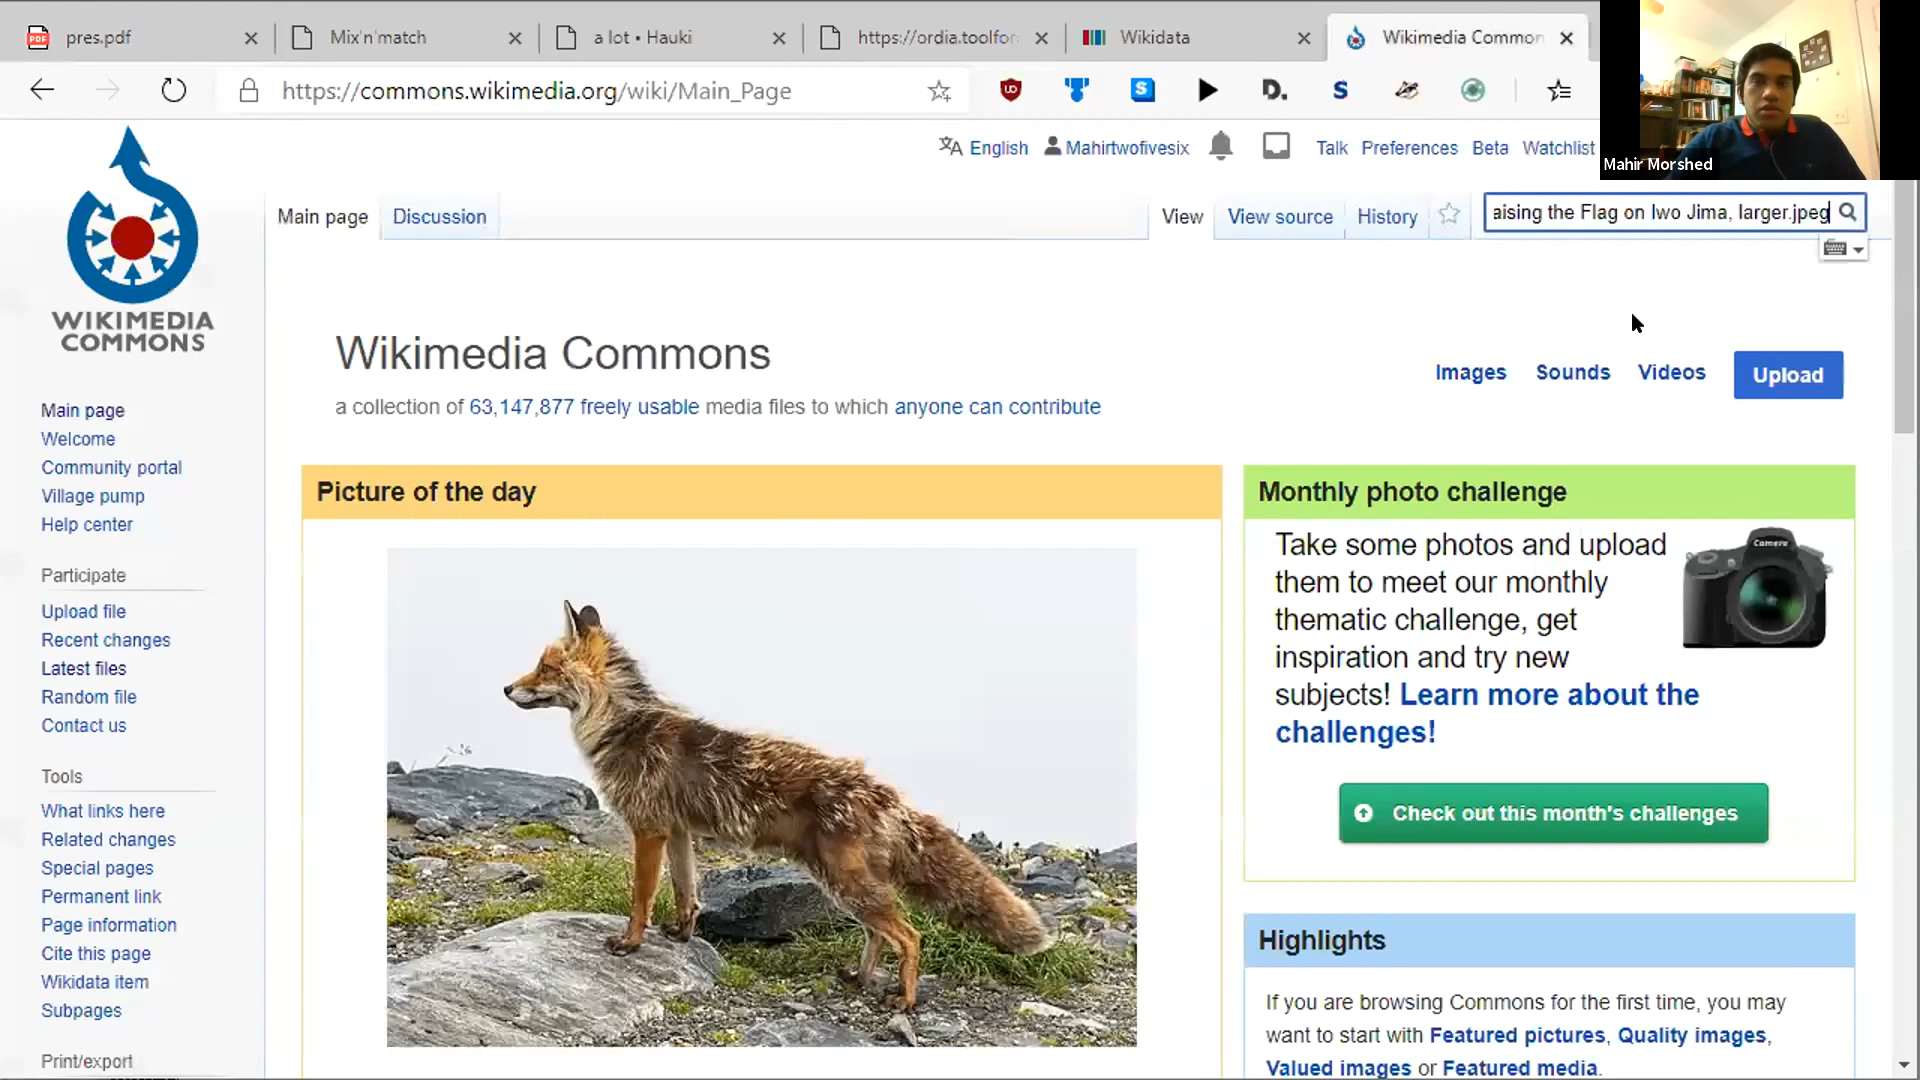 pres.pdf
Mix'n'match
a lot • Hauki
https://ordia.toolfor
Wikidata
Wikimedia Common
https://commons.wikimedia.org/wiki/Main_Page
Mahir Morshed
English
Mahirtwofivesix
Talk
Preferences
Beta
Watchlist
Main page
Discussion
View
View source
History
aising the Flag on Iwo Jima, larger.jpeg
WIKIMEDIA
COMMONS
Main page
Welcome
Community portal
Village pump
Help center
Participate
Upload file
Recent changes
Latest files
Random file
Contact us
Tools
What links here
Related changes
Special pages
Permanent link
Page information
Cite this page
Wikidata item
Subpages
Print/export
Wikimedia Commons
a collection of 63,147,877 freely usable media files to which anyone can contribute
Images
Sounds
Videos
Upload
Picture of the day
Monthly photo challenge
Take some photos and upload
them to meet our monthly
thematic challenge, get
inspiration and try new
subjects! Learn more about the
challenges!
Camera
Check out this month's challenges
Highlights
If you are browsing Commons for the first time, you may
want to start with Featured pictures, Quality images,
Valued images or Featured media.